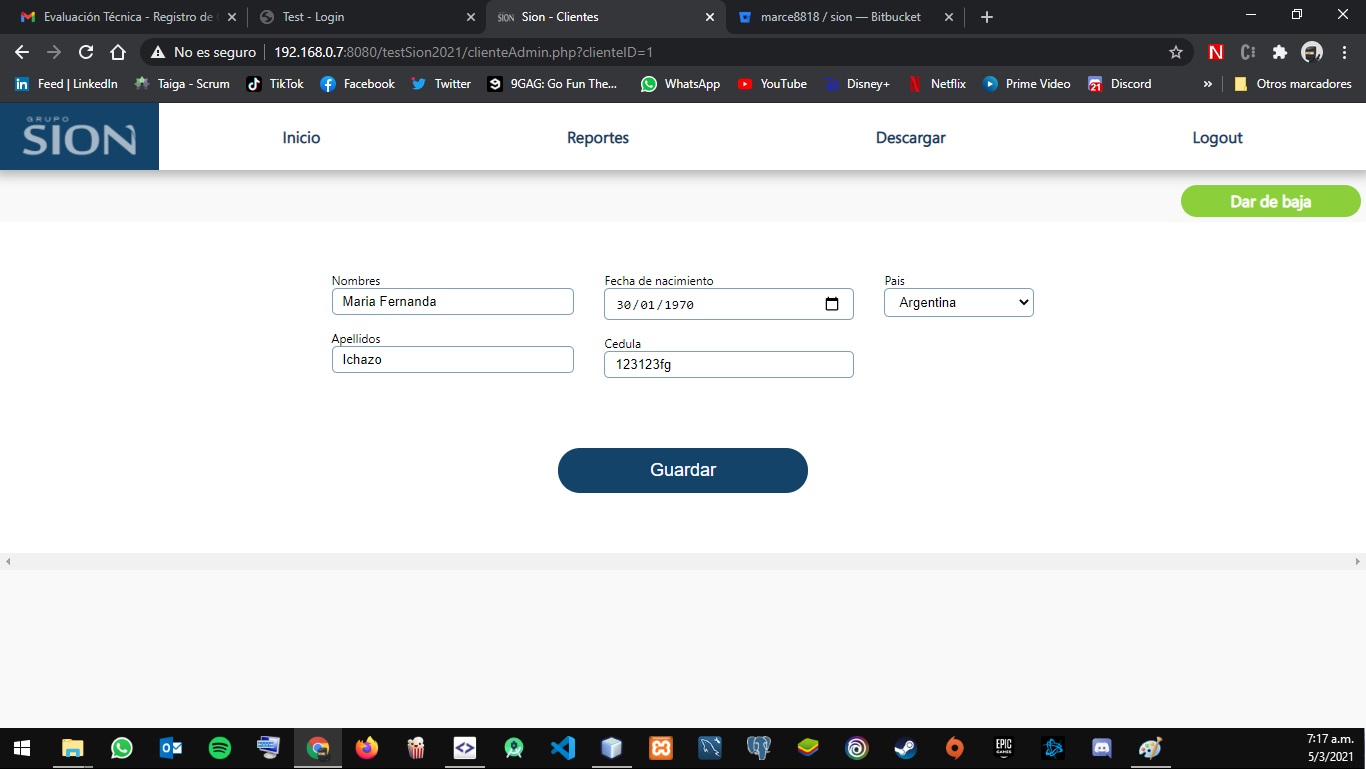 Evaluación Técnica - Registro de
Test - Login
SION Sion - Clientes
marce8818 / sion — Bitbucket
No es seguro 192.168.0.7:8080/testSion2021/clienteAdmin.php?clienteID=1
Feed | LinkedIn Taiga - Scrum TikTok Facebook Twitter 9GAG: Go Fun The... WhatsApp YouTube Disney+ Netflix Prime Video Discord » Otros marcadores
GRUPO
SION
Inicio Reportes Descargar Logout
Dar de baja
Nombres Fecha de nacimiento Pais
Maria Fernanda 30/01/1970 Argentina
Apellidos Cedula
Ichazo 123123fg
Guardar
EPIC
GAMES
7:17 a.m.
5/3/2021